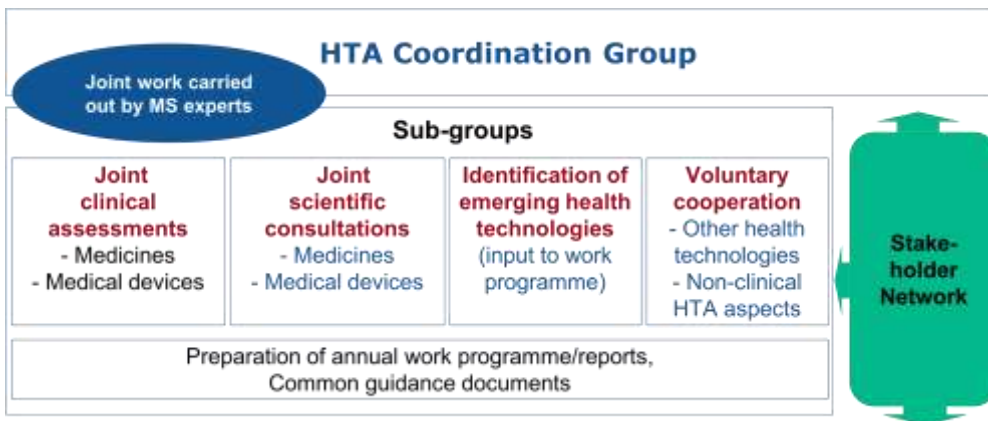 HTA Coordination Group
Joint work carried
out by MS experts
Sub-groups
Joint
clinical
assessments
- Medicines
- Medical devices
Joint
scientific
consultations
- Medicines
- Medical devices
Identification of
emerging health
technologies
(input to work
programme)
Voluntary
cooperation
- Other health
technologies
- Non-clinical
HTA aspects
Stake-
holder
Network
Preparation of annual work programme/reports,
Common guidance documents